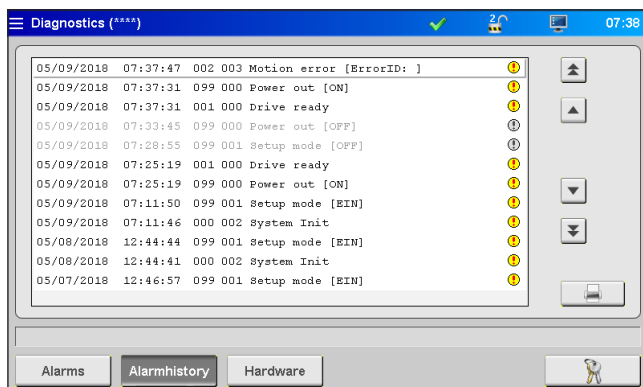 Diagnostics (****) 2 07:38
05/09/2018 07:37:47 002 003 Motion error [ErrorID: ]
05/09/2018 07:37:31 099 000 Power out [ON]
05/09/2018 07:37:31 001 000 Drive ready
05/09/2018 07:33:45 099 000 Power out [OFF]
05/09/2018 07:28:55 099 001 Setup mode [OFF]
05/09/2018 07:25:19 001 000 Drive ready
05/09/2018 07:25:19 099 000 Power out [ON]
05/09/2018 07:11:50 099 001 Setup mode [EIN]
05/09/2018 07:11:46 000 002 System Init
05/08/2018 12:44:44 099 001 Setup mode [EIN]
05/08/2018 12:44:41 000 002 System Init
05/07/2018 12:46:57 099 001 Setup mode [EIN]
Alarms Alarmhistory Hardware